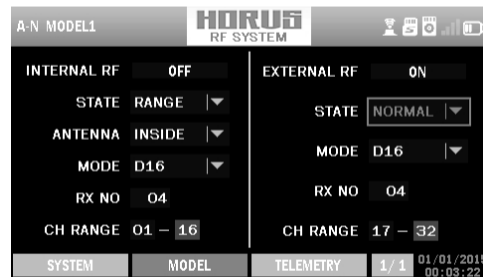 A-N MODEL1
HORUS
RF SYSTEM
INTERNAL RF OFF
STATE RANGE
ANTENNA INSIDE
MODE D16
RX NO 04
CH RANGE 01 – 16
EXTERNAL RF ON
STATE NORMAL
MODE D16
RX NO 04
CH RANGE 17 – 32
SYSTEM MODEL TELEMETRY 1/1 01/01/2015
00:03:22